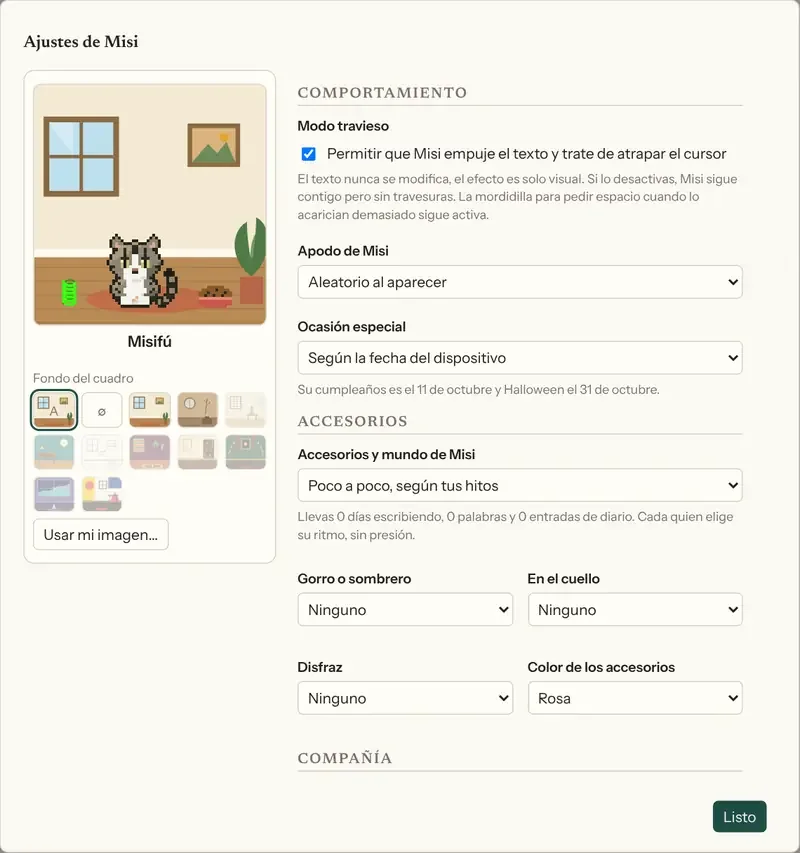 Ajustes de Misi
Misifú
Fondo del cuadro
A
∅
Usar mi imagen...
COMPORTAMIENTO
Modo travieso
Permitir que Misi empuje el texto y trate de atrapar el cursor
El texto nunca se modifica, el efecto es solo visual. Si lo desactivas, Misi sigue
contigo pero sin travesuras. La mordidilla para pedir espacio cuando lo
acarician demasiado sigue activa.
Apodo de Misi
Aleatorio al aparecer
Ocasión especial
Según la fecha del dispositivo
Su cumpleaños es el 11 de octubre y Halloween el 31 de octubre.
ACCESORIOS
Accesorios y mundo de Misi
Poco a poco, según tus hitos
Llevas 0 días escribiendo, 0 palabras y 0 entradas de diario. Cada quien elige
su ritmo, sin presión.
Gorro o sombrero
Ninguno
En el cuello
Ninguno
Disfraz
Ninguno
Color de los accesorios
Rosa
COMPAÑÍA
Listo